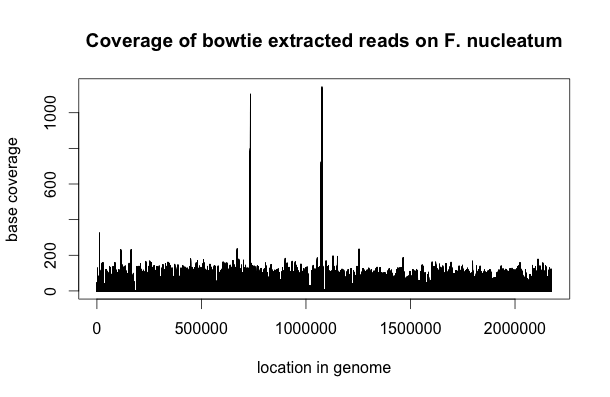 Coverage of bowtie extracted reads on F. nucleatum
base coverage
1000
600
200
0
0 500000 1000000 1500000 2000000
location in genome